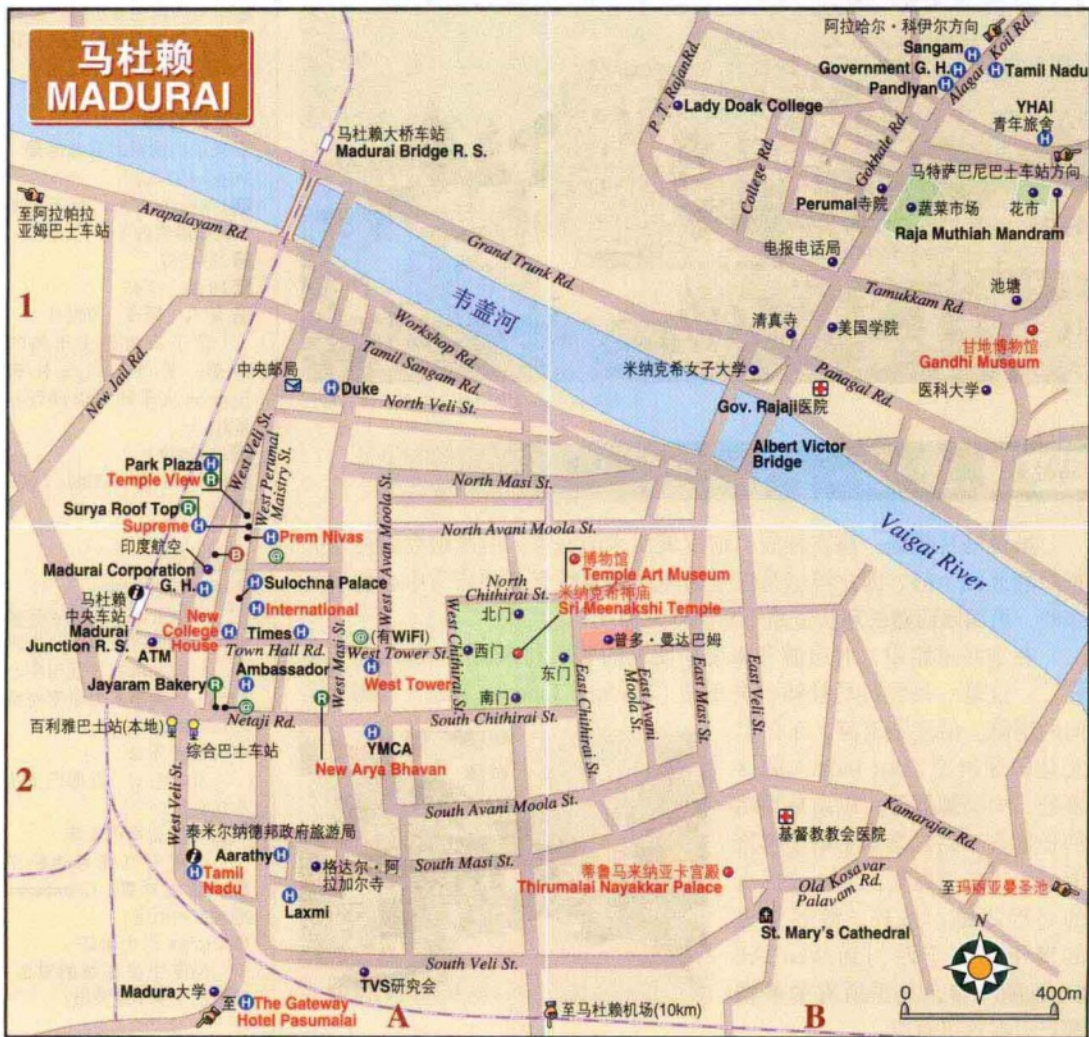 马杜赖
MADURAI
阿拉哈尔·科伊尔方向
Sangam
Government G. H.
Pandiyan
Tamil Nadu
Alagar Koil Rd.
YHAI
青年旅舍
马特萨巴尼巴士车站方向
P. T. RajanRd.
Lady Doak College
College Rd.
Gokhale Rd.
Perumal寺院
蔬菜市场
花市
Raja Muthiah Mandram
马杜赖大桥车站
Madurai Bridge R. S.
至阿拉帕拉
亚姆巴士车站
Arapalayam Rd.
Grand Trunk Rd.
电报电话局
Tamukkam Rd.
池塘
1
韦盖河
清真寺
美国学院
甘地博物馆
Gandhi Museum
Workshop Rd.
Tamil Sangam Rd.
米纳克希女子大学
Panagal Rd.
医科大学
New Jail Rd.
中央邮局
Duke
North Veli St.
Gov. Rajaji医院
Albert Victor
Bridge
West Veli St.
West Perumal
Maistry St.
Park Plaza
Temple View
North Masi St.
Surya Roof Top
Supreme
North Avani Moola St.
Vaigai River
印度航空
Prem Nivas
West Avani Moola St.
博物馆
Temple Art Museum
Madurai Corporation
G. H.
Sulochna Palace
North
Chithirai St.
米纳克希神庙
Sri Meenakshi Temple
马杜赖
中央车站
Madurai
Junction R. S.
International
北门
New
College
House
Times
@(有WiFi)
West Chithirai St.
西门
普多·曼达巴姆
ATM
Town Hall Rd.
West Masi St.
West Tower St.
东门
Jayaram Bakery
Ambassador
West Tower
南门
East Chithirai St.
East Avani
Moola St.
East Masi St.
East Veli St.
Netaji Rd.
South Chithirai St.
百利雅巴士站(本地)
综合巴士车站
YMCA
New Arya Bhavan
2
West Veli St.
South Avani Moola St.
Kamarajar Rd.
泰米尔纳德邦政府旅游局
基督教教会医院
Aarathy
格达尔·阿
拉加尔寺
South Masi St.
Tamil
Nadu
蒂鲁马来纳亚卡宫殿
Thirumalai Nayakkar Palace
Old Kosavar
Palayam Rd.
至玛丽亚曼圣池
Laxmi
St. Mary's Cathedral
N
South Veli St.
TVS研究会
Madura大学
至 The Gateway
Hotel Pasumalai
A
至马杜赖机场(10km)
B
0 400m